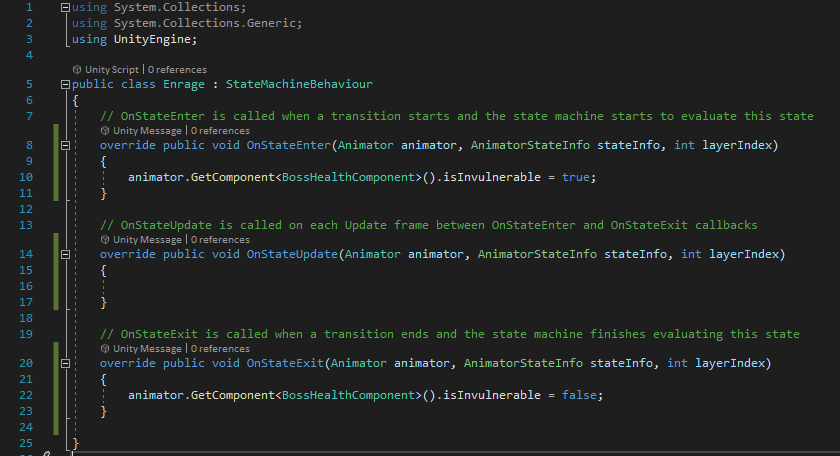 1 using System.Collections;
2 using System.Collections.Generic;
3 using UnityEngine;
4
Unity Script | 0 references
5 public class Enrage : StateMachineBehaviour
6 {
7 // OnStateEnter is called when a transition starts and the state machine starts to evaluate this state
Unity Message | 0 references
8 override public void OnStateEnter(Animator animator, AnimatorStateInfo stateInfo, int layerIndex)
9 {
10 animator.GetComponent<BossHealthComponent>().isInvulnerable = true;
11 }
12
13 // OnStateUpdate is called on each Update frame between OnStateEnter and OnStateExit callbacks
Unity Message | 0 references
14 override public void OnStateUpdate(Animator animator, AnimatorStateInfo stateInfo, int layerIndex)
15 {
16
17 }
18
19 // OnStateExit is called when a transition ends and the state machine finishes evaluating this state
Unity Message | 0 references
20 override public void OnStateExit(Animator animator, AnimatorStateInfo stateInfo, int layerIndex)
21 {
22 animator.GetComponent<BossHealthComponent>().isInvulnerable = false;
23 }
24
25 }